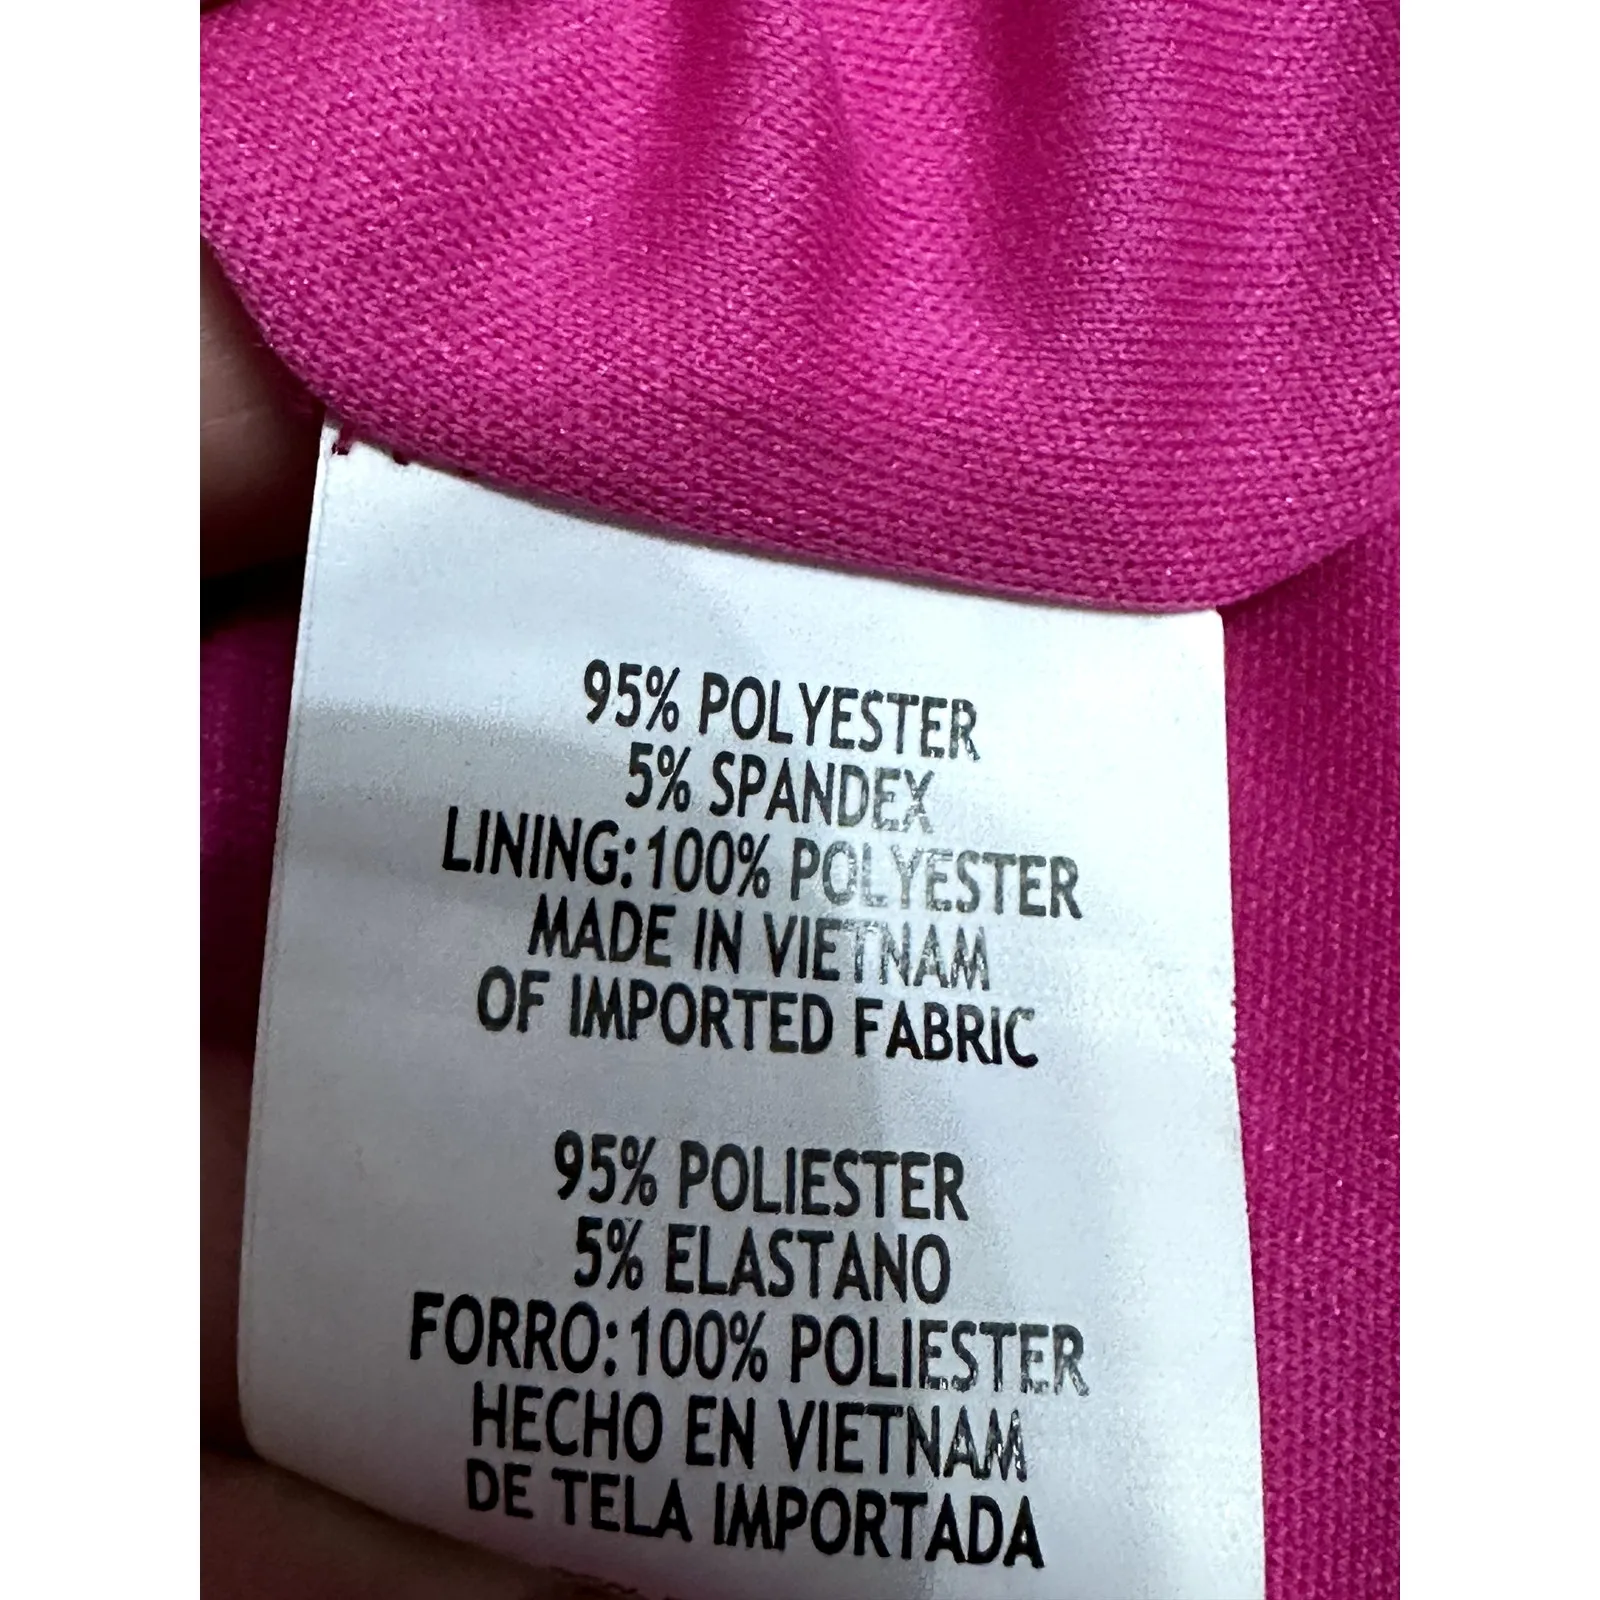 95% POLYESTER
5% SPANDEX
LINING:100% POLYESTER
MADE IN VIETNAM
OF IMPORTED FABRIC
95% POLIESTER
5% ELASTANO
FORRO:100% POLIESTER
HECHO EN VIETNAM
DE TELA IMPORTADA